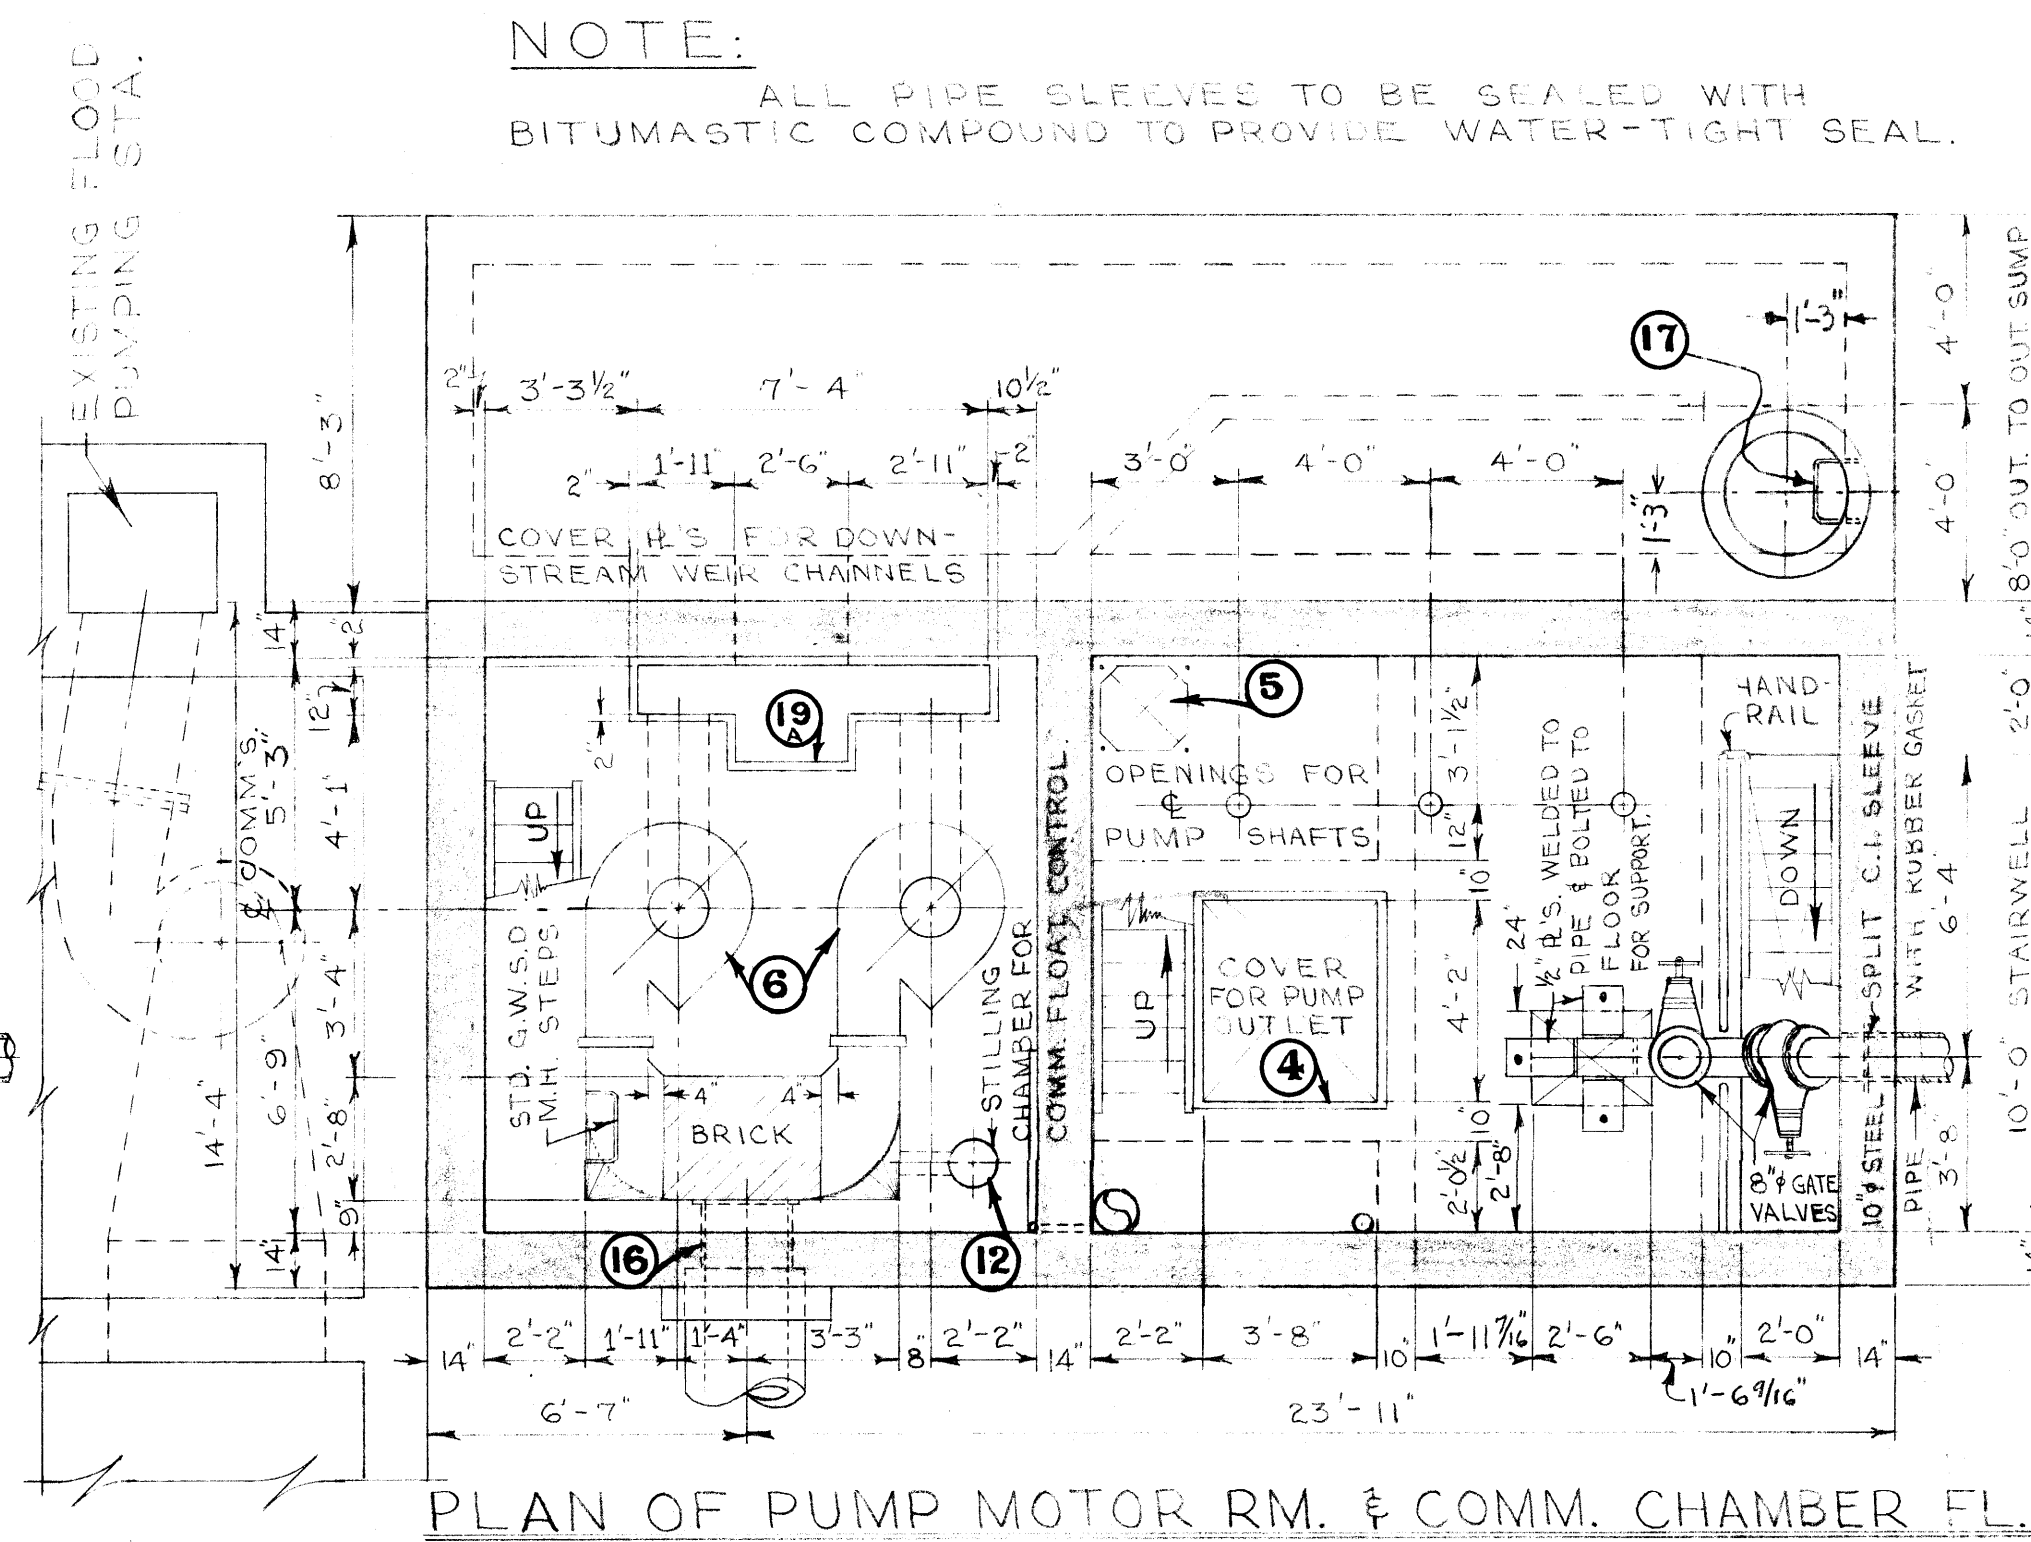 NOTE:
ALL PIPE SLEEVES TO BE SEALED WITH
BITUMASTIC COMPOUND TO PROVIDE WATER-TIGHT SEAL.
EXISTING FLOOD
PUMPING STA.
8'-3"
2"
3'-3½"
7'-4"
10½"
2"
1'-11"
2'-6"
2'-11"
2"
3'-0"
4'-0"
4'-0"
17
1'-3"
1'-3"
4'-0"
4'-0"
8'-0" OUT. TO OUT. SUMP
COVER ℄'S FOR DOWN-
STREAM WEIR CHANNELS
14"
2"
12"
℄ COMM'S.
5'-3"
4'-1"
14'-4"
6'-9"
3'-4"
2'-8"
9"
14"
2"
19
A
UP
6
STD. G.W.S.D.
M.H. STEPS
4"
4"
BRICK
STILLING
CHAMBER FOR
COMM. FLOAT CONTROL.
16
12
5
OPENINGS FOR
℄
PUMP SHAFTS
UP
COVER
FOR PUMP
OUTLET
4
3'-1½"
12"
10"
4'-2"
10"
2'-0½"
2'-8"
24"
½" ℄'S. WELDED TO
PIPE & BOLTED TO
FLOOR
FOR SUPPORT.
HAND-
RAIL
DOWN
8"⌀ GATE
VALVES
10"⌀ STEEL PIPE
SPLIT C.I. SLEEVE
WITH RUBBER GASKET
PIPE
2'-0"
6'-4"
3'-8"
10'-0" STAIRWELL
14"
2'-2"
1'-11"
1'-4"
3'-3"
8"
2'-2"
14"
2'-2"
3'-8"
10"
1'-11 7/16"
2'-6"
1'-6 9/16"
10"
2'-0"
14"
6'-7"
23'-11"
PLAN OF PUMP MOTOR RM. & COMM. CHAMBER FL.